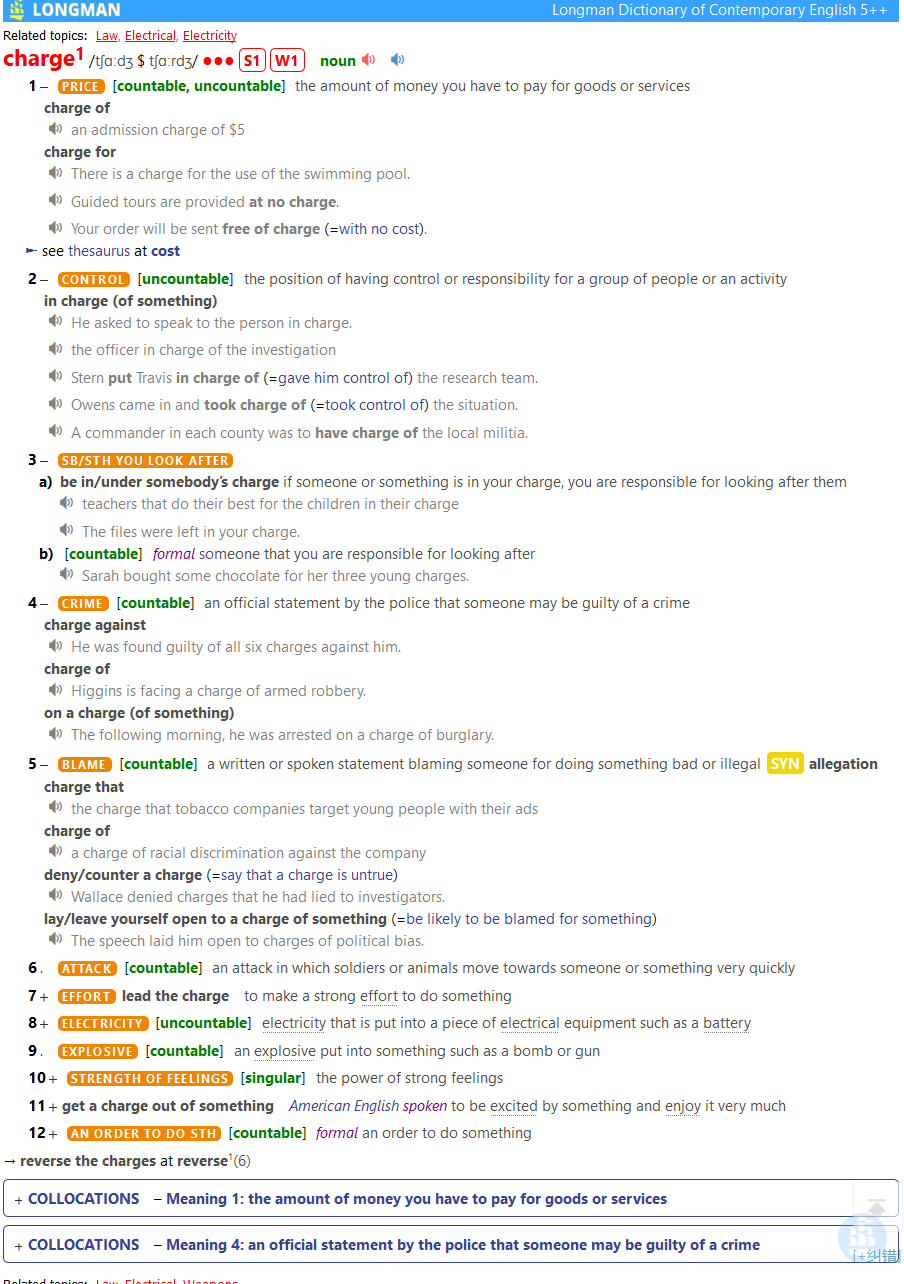 LONGMAN Longman Dictionary of Contemporary English 5++
Related topics: Law, Electrical, Electricity
charge1 /tʃɑːdʒ $ tʃɑːrdʒ/ ●●● S1 W1 noun
1 – PRICE [countable, uncountable] the amount of money you have to pay for goods or services
charge of
an admission charge of $5
charge for
There is a charge for the use of the swimming pool.
Guided tours are provided at no charge.
Your order will be sent free of charge (=with no cost).
► see thesaurus at cost
2 – CONTROL [uncountable] the position of having control or responsibility for a group of people or an activity
in charge (of something)
He asked to speak to the person in charge.
the officer in charge of the investigation
Stern put Travis in charge of (=gave him control of) the research team.
Owens came in and took charge of (=took control of) the situation.
A commander in each county was to have charge of the local militia.
3 – SB/STH YOU LOOK AFTER
a) be in/under somebody's charge if someone or something is in your charge, you are responsible for looking after them
teachers that do their best for the children in their charge
The files were left in your charge.
b) [countable] formal someone that you are responsible for looking after
Sarah bought some chocolate for her three young charges.
4 – CRIME [countable] an official statement by the police that someone may be guilty of a crime
charge against
He was found guilty of all six charges against him.
charge of
Higgins is facing a charge of armed robbery.
on a charge (of something)
The following morning, he was arrested on a charge of burglary.
5 – BLAME [countable] a written or spoken statement blaming someone for doing something bad or illegal SYN allegation
charge that
the charge that tobacco companies target young people with their ads
charge of
a charge of racial discrimination against the company
deny/counter a charge (=say that a charge is untrue)
Wallace denied charges that he had lied to investigators.
lay/leave yourself open to a charge of something (=be likely to be blamed for something)
The speech laid him open to charges of political bias.
6 . ATTACK [countable] an attack in which soldiers or animals move towards someone or something very quickly
7 + EFFORT lead the charge to make a strong effort to do something
8 + ELECTRICITY [uncountable] electricity that is put into a piece of electrical equipment such as a battery
9 . EXPLOSIVE [countable] an explosive put into something such as a bomb or gun
10 + STRENGTH OF FEELINGS [singular] the power of strong feelings
11 + get a charge out of something American English spoken to be excited by something and enjoy it very much
12 + AN ORDER TO DO STH [countable] formal an order to do something
→ reverse the charges at reverse1(6)
+ COLLOCATIONS – Meaning 1: the amount of money you have to pay for goods or services
+ COLLOCATIONS – Meaning 4: an official statement by the police that someone may be guilty of a crime
[+纠错]
Related topics: Law, Electrical, Weapons